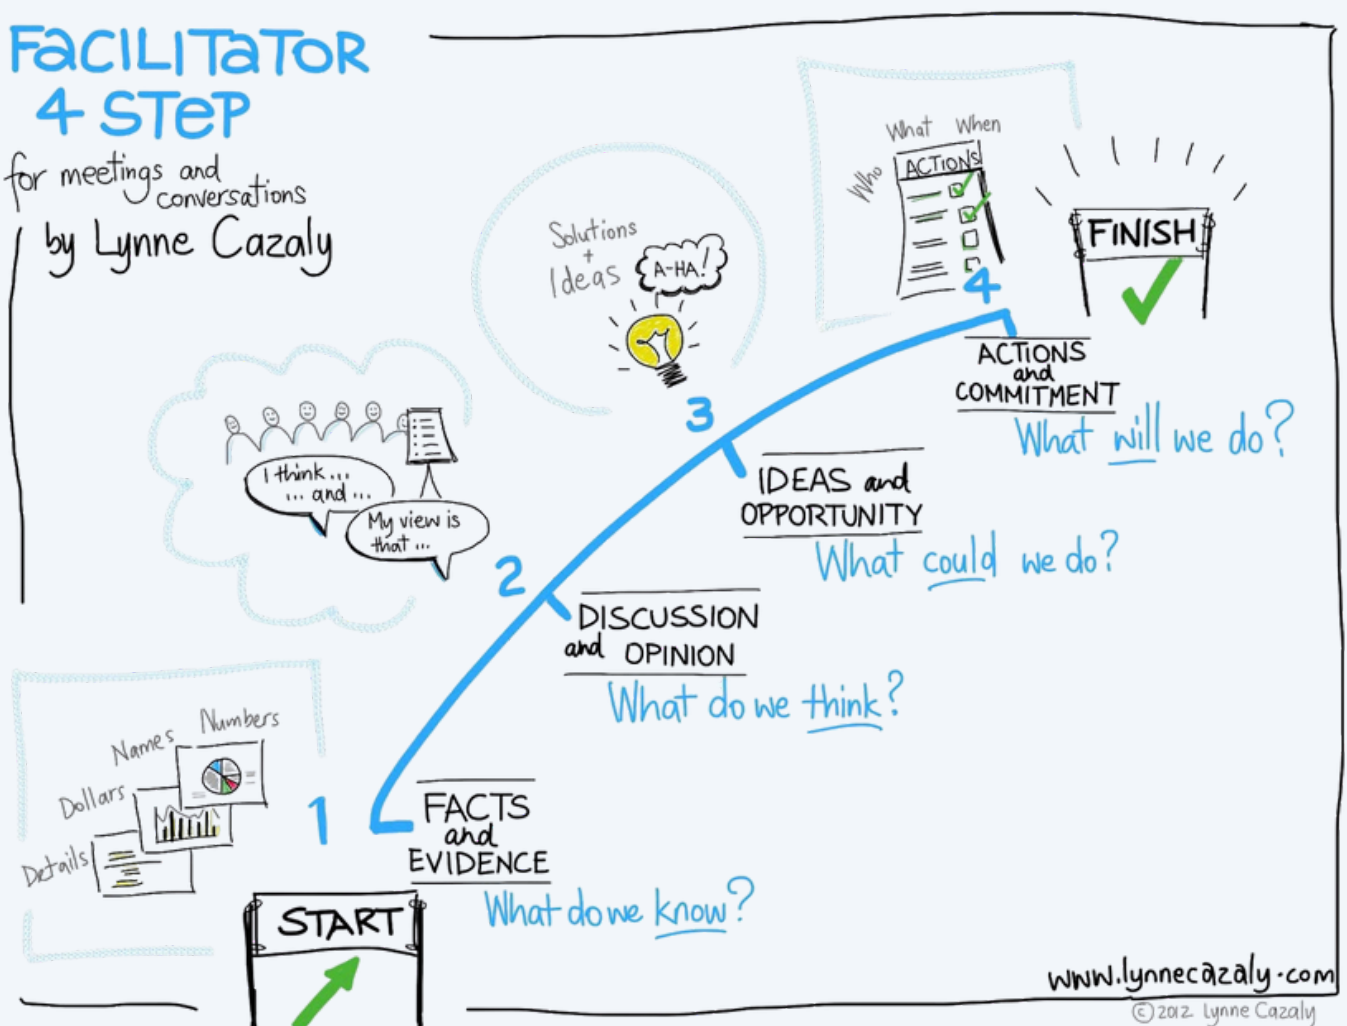 FaCILITaTOR
4 STeP
for meetings and
conversations
by Lynne Cazaly
What When
Who
ACTIONS
FINISH
4
ACTIONS
and
COMMITMENT
What will we do?
Solutions
+
Ideas
A-HA!
3
IDEAS and
OPPORTUNITY
What could we do?
I think...
... and ...
My view is
that ...
2
DISCUSSION
and OPINION
What do we think?
Numbers
Names
Dollars
Details
1
FACTS
and
EVIDENCE
What do we know?
START
www.lynnecazaly.com
© 2012 Lynne Cazaly